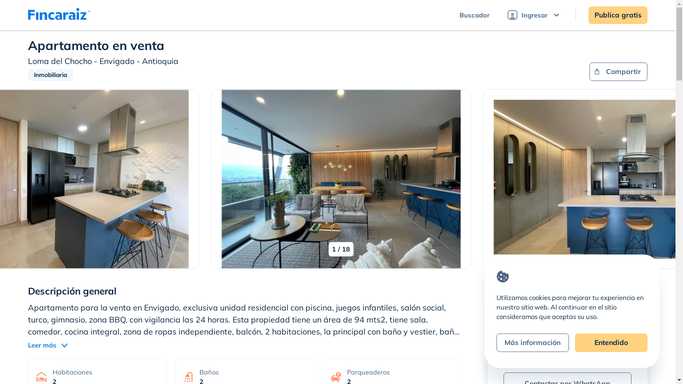 Fincaraiz
Buscador
Ingresar
Publica gratis
Apartamento en venta
Loma del Chocho - Envigado - Antioquia
Inmobiliaria
Compartir
1 / 18
Descripción general
Apartamento para la venta en Envigado, exclusiva unidad residencial con piscina, juegos infantiles, salón social,
turco, gimnasio, zona BBQ, con vigilancia las 24 horas. Esta propiedad tiene un área de 94 mts2, tiene sala,
comedor, cocina integral, zona de ropas independiente, balcón, 2 habitaciones, la principal con baño y vestier, bañ...
Leer más
Habitaciones
2
Baños
2
Parqueaderos
2
Utilizamos cookies para mejorar tu experiencia en
nuestro sitio web. Al continuar en el sitio
consideramos que aceptas su uso.
Más información
Entendido
Contactar por WhatsApp